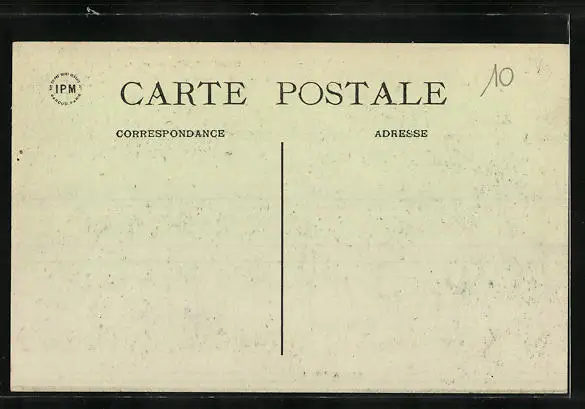 IPM
10
CARTE POSTALE
CORRESPONDANCE
ADRESSE